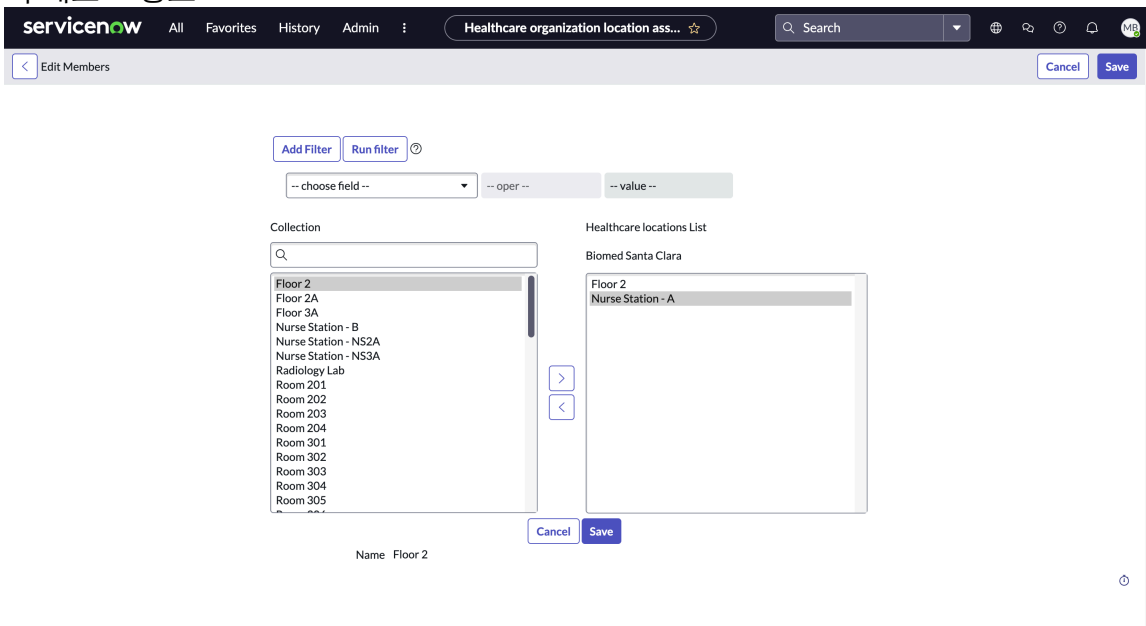 servicenow All Favorites History Admin Healthcare organization location ass... Search MB
Edit Members Cancel Save
Add Filter Run filter
-- choose field -- -- oper -- -- value --
Collection
Healthcare locations List
Biomed Santa Clara
Floor 2
Floor 2A
Floor 3A
Nurse Station - B
Nurse Station - NS2A
Nurse Station - NS3A
Radiology Lab
Room 201
Room 202
Room 203
Room 204
Room 301
Room 302
Room 303
Room 304
Room 305
Floor 2
Nurse Station - A
Cancel Save
Name Floor 2